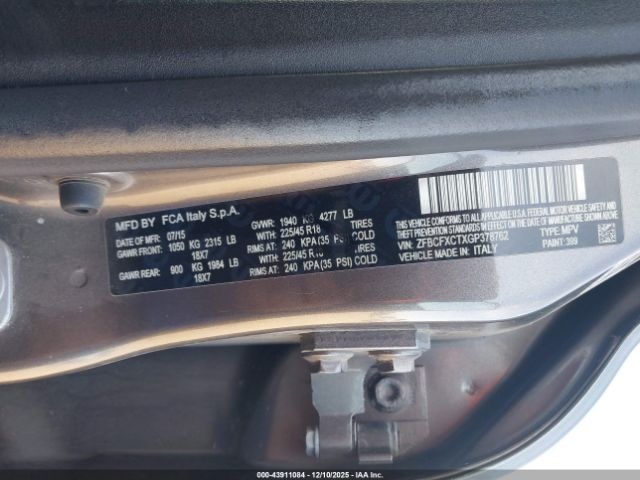 MFD BY FCA Italy S.p.A.
DATE OF MFR: 07/15 GVWR: 1940 KG 4277 LB
GAWR FRONT: 1050 KG 2315 LB WITH: 225/45 R18 TIRES
18X7 RIMS AT: 240 KPA(35 PSI) COLD
GAWR REAR: 900 KG 1984 LB WITH: 225/45 R18 TIRES
18X7 RIMS AT: 240 KPA(35 PSI) COLD
THIS VEHICLE CONFORMS TO ALL APPLICABLE U.S.A. FEDERAL MOTOR VEHICLE SAFETY, BUMPER, AND
THEFT PREVENTION STANDARDS IN EFFECT ON THE DATE OF MANUFACTURE SHOWN ABOVE
VIN: ZFBCFXCTXGP378762 TYPE: MPV
VEHICLE MADE IN: ITALY PAINT: 399
000-43911084 - 12/10/2025 - IAAI.com